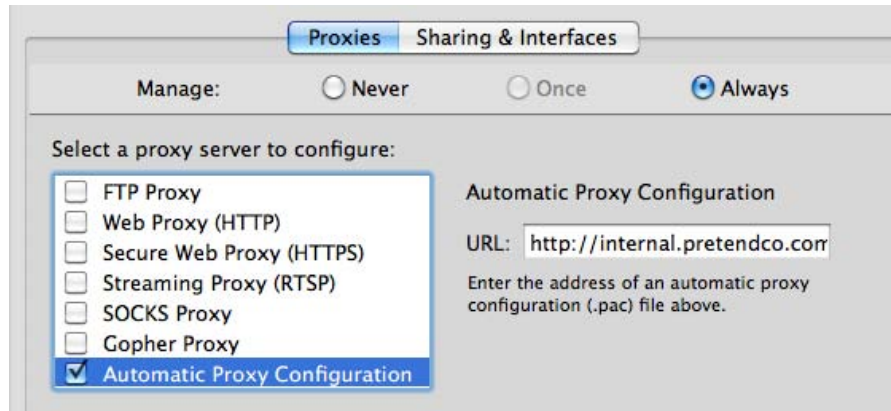 Proxies Sharing & Interfaces
Manage: Never Once Always
Select a proxy server to configure:
FTP Proxy
Web Proxy (HTTP)
Secure Web Proxy (HTTPS)
Streaming Proxy (RTSP)
SOCKS Proxy
Gopher Proxy
Automatic Proxy Configuration
Automatic Proxy Configuration
URL: http://internal.pretendco.com
Enter the address of an automatic proxy
configuration (.pac) file above.